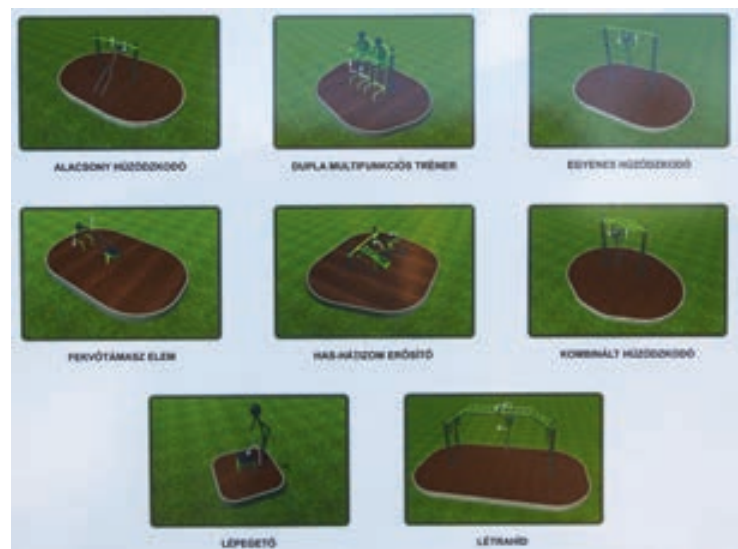 ALACSONY HÚZÓDZKODÓ
DUPLA MULTIFUNKCIÓS TRÉNER
EGYENES HÚZÓDZKODÓ
FEKVŐTÁMASZ ELEM
HAS-HÁTIZOM ERŐSÍTŐ
KOMBINÁLT HÚZÓDZKODÓ
LÉPEGETŐ
LÉTRAHÍD